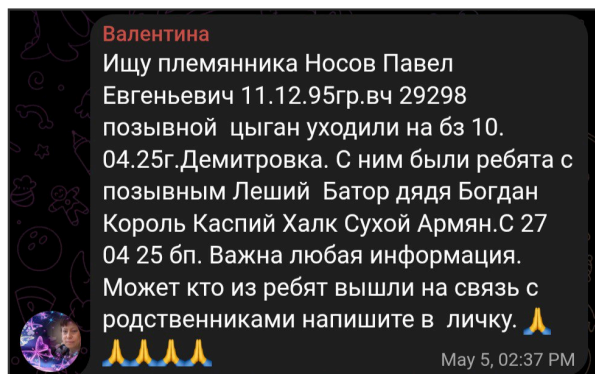 Валентина
Ищу племянника Носов Павел
Евгеньевич 11.12.95гр.вч 29298
позывной  цыган уходили на бз 10.
04.25г.Демитровка. С ним были ребята с
позывным Леший  Батор дядя Богдан
Король Каспий Халк Сухой Армян.С 27
04 25 бп. Важна любая информация.
Может кто из ребят вышли на связь с
родственниками напишите в  личку. 🙏
🙏🙏🙏🙏
May 5, 02:37 PM